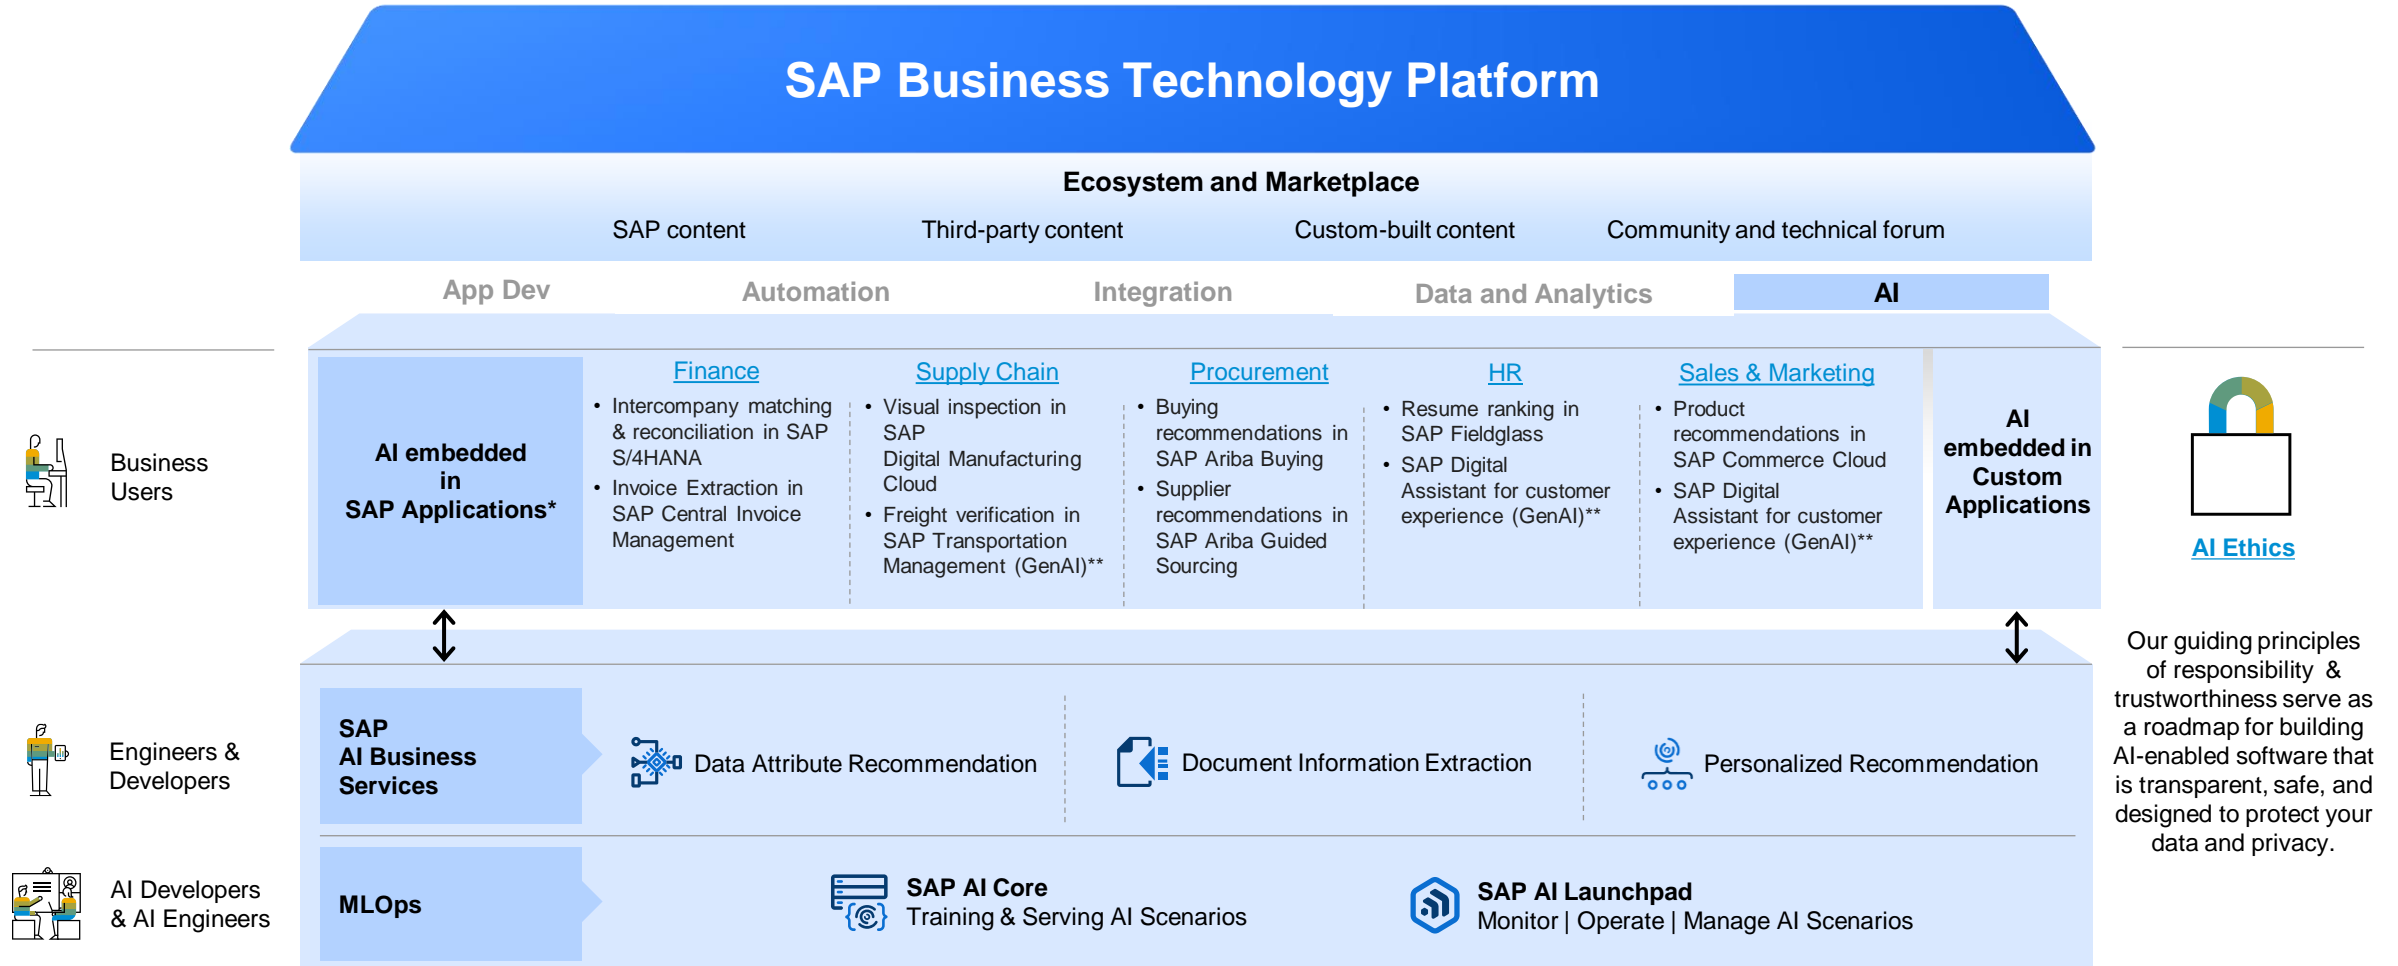 SAP Business Technology Platform
Ecosystem and Marketplace
SAP content
Third-party content
Custom-built content
Community and technical forum
App Dev
Automation
Integration
Data and Analytics
AI
Business
Users
AI embedded
in
SAP Applications*
Finance
• Intercompany matching
& reconciliation in SAP
S/4HANA
• Invoice Extraction in
SAP Central Invoice
Management
Supply Chain
• Visual inspection in
SAP
Digital Manufacturing
Cloud
• Freight verification in
SAP Transportation
Management (GenAI)**
Procurement
• Buying
recommendations in
SAP Ariba Buying
• Supplier
recommendations in
SAP Ariba Guided
Sourcing
HR
• Resume ranking in
SAP Fieldglass
• SAP Digital
Assistant for customer
experience (GenAI)**
Sales & Marketing
• Product
recommendations in
SAP Commerce Cloud
• SAP Digital
Assistant for customer
experience (GenAI)**
AI
embedded in
Custom
Applications
AI Ethics
Our guiding principles
of responsibility &
trustworthiness serve as
a roadmap for building
AI-enabled software that
is transparent, safe, and
designed to protect your
data and privacy.
Engineers &
Developers
SAP
AI Business
Services
Data Attribute Recommendation
Document Information Extraction
Personalized Recommendation
AI Developers
& AI Engineers
MLOps
SAP AI Core
Training & Serving AI Scenarios
SAP AI Launchpad
Monitor | Operate | Manage AI Scenarios